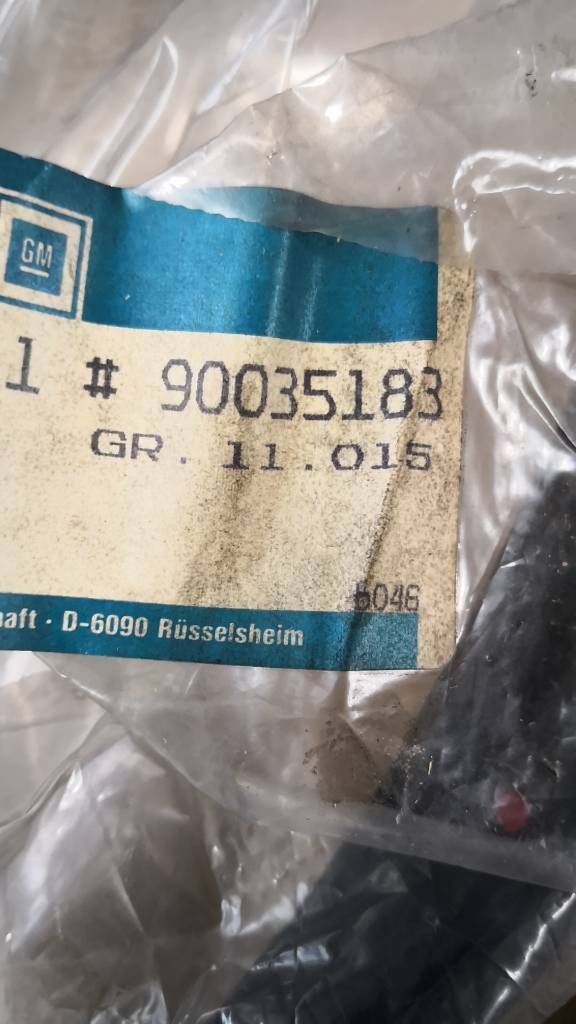 GM
1 # 90035183
GR. 11.015
6046
haft · D-6090 Rüsselsheim